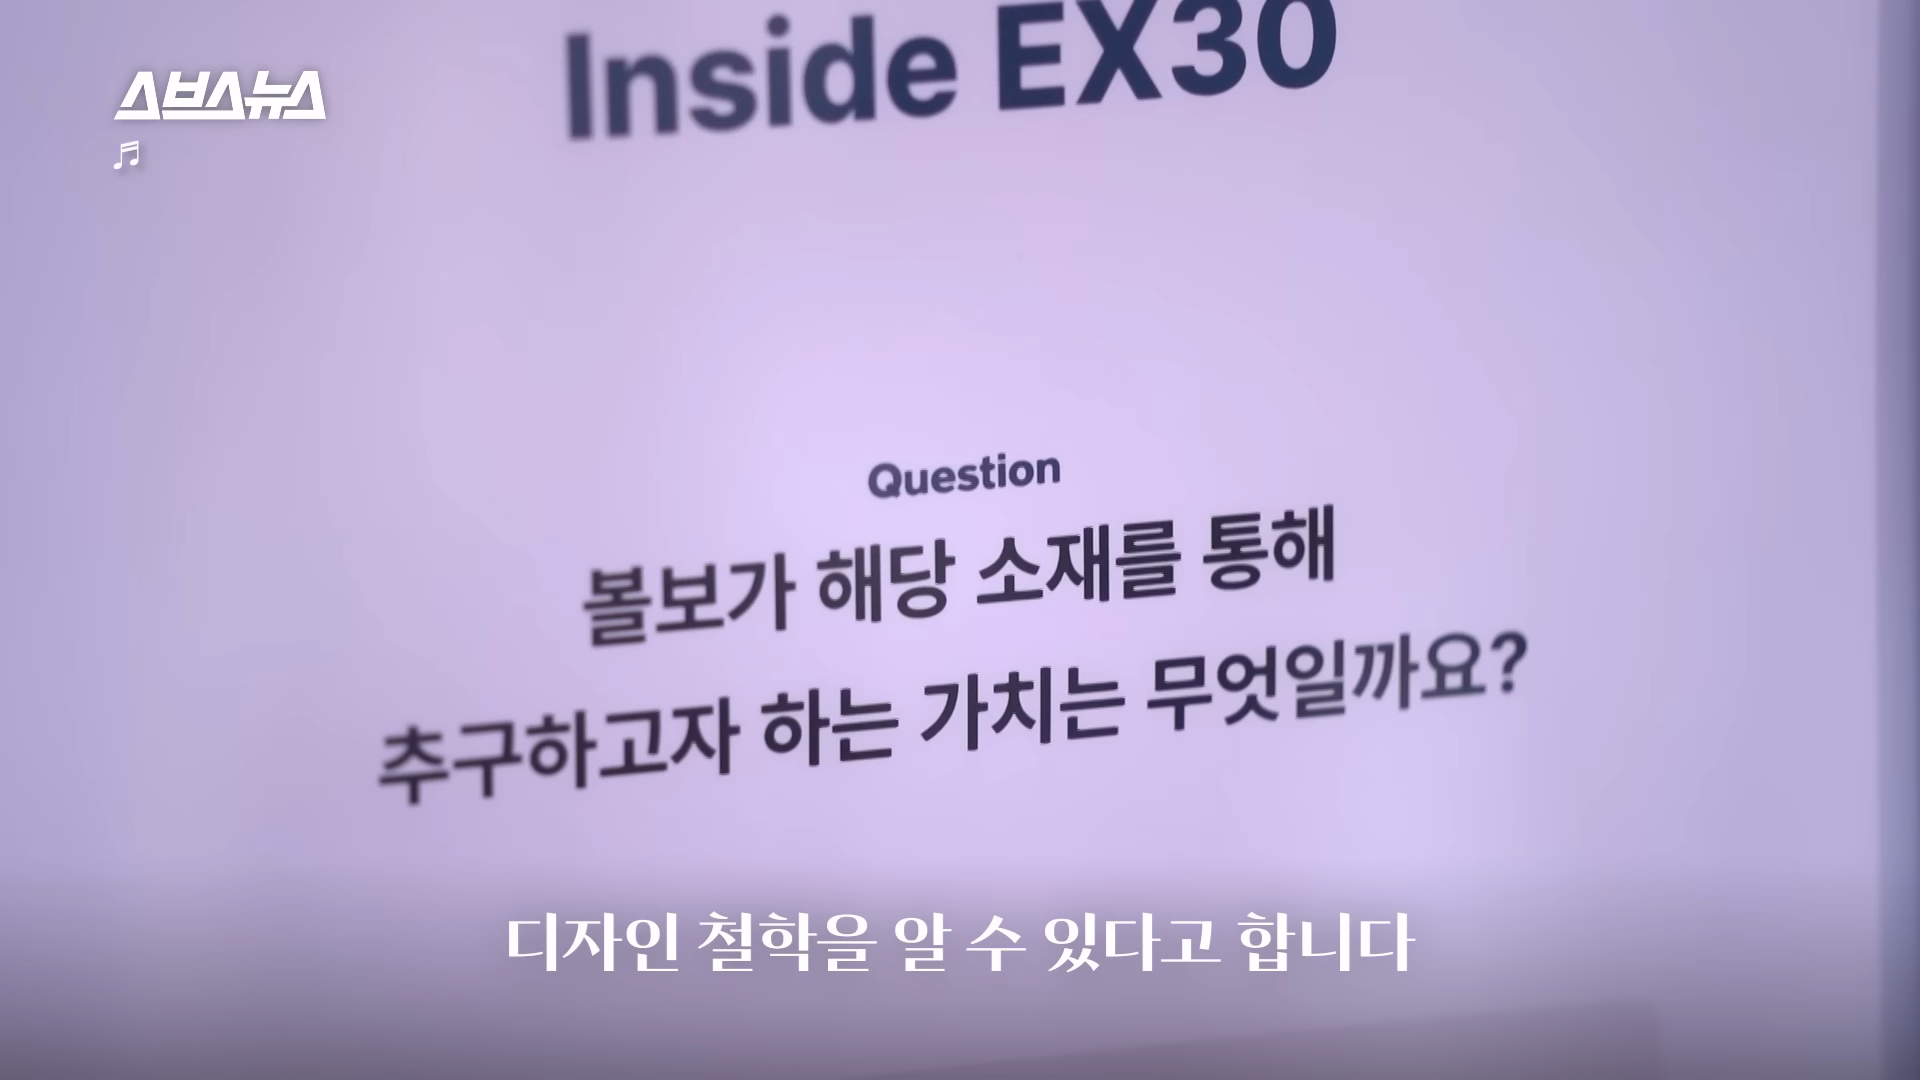 Inside EX30
스브스뉴스
♬
Question
볼보가 해당 소재를 통해
추구하고자 하는 가치는 무엇일까요?
디자인 철학을 알 수 있다고 합니다